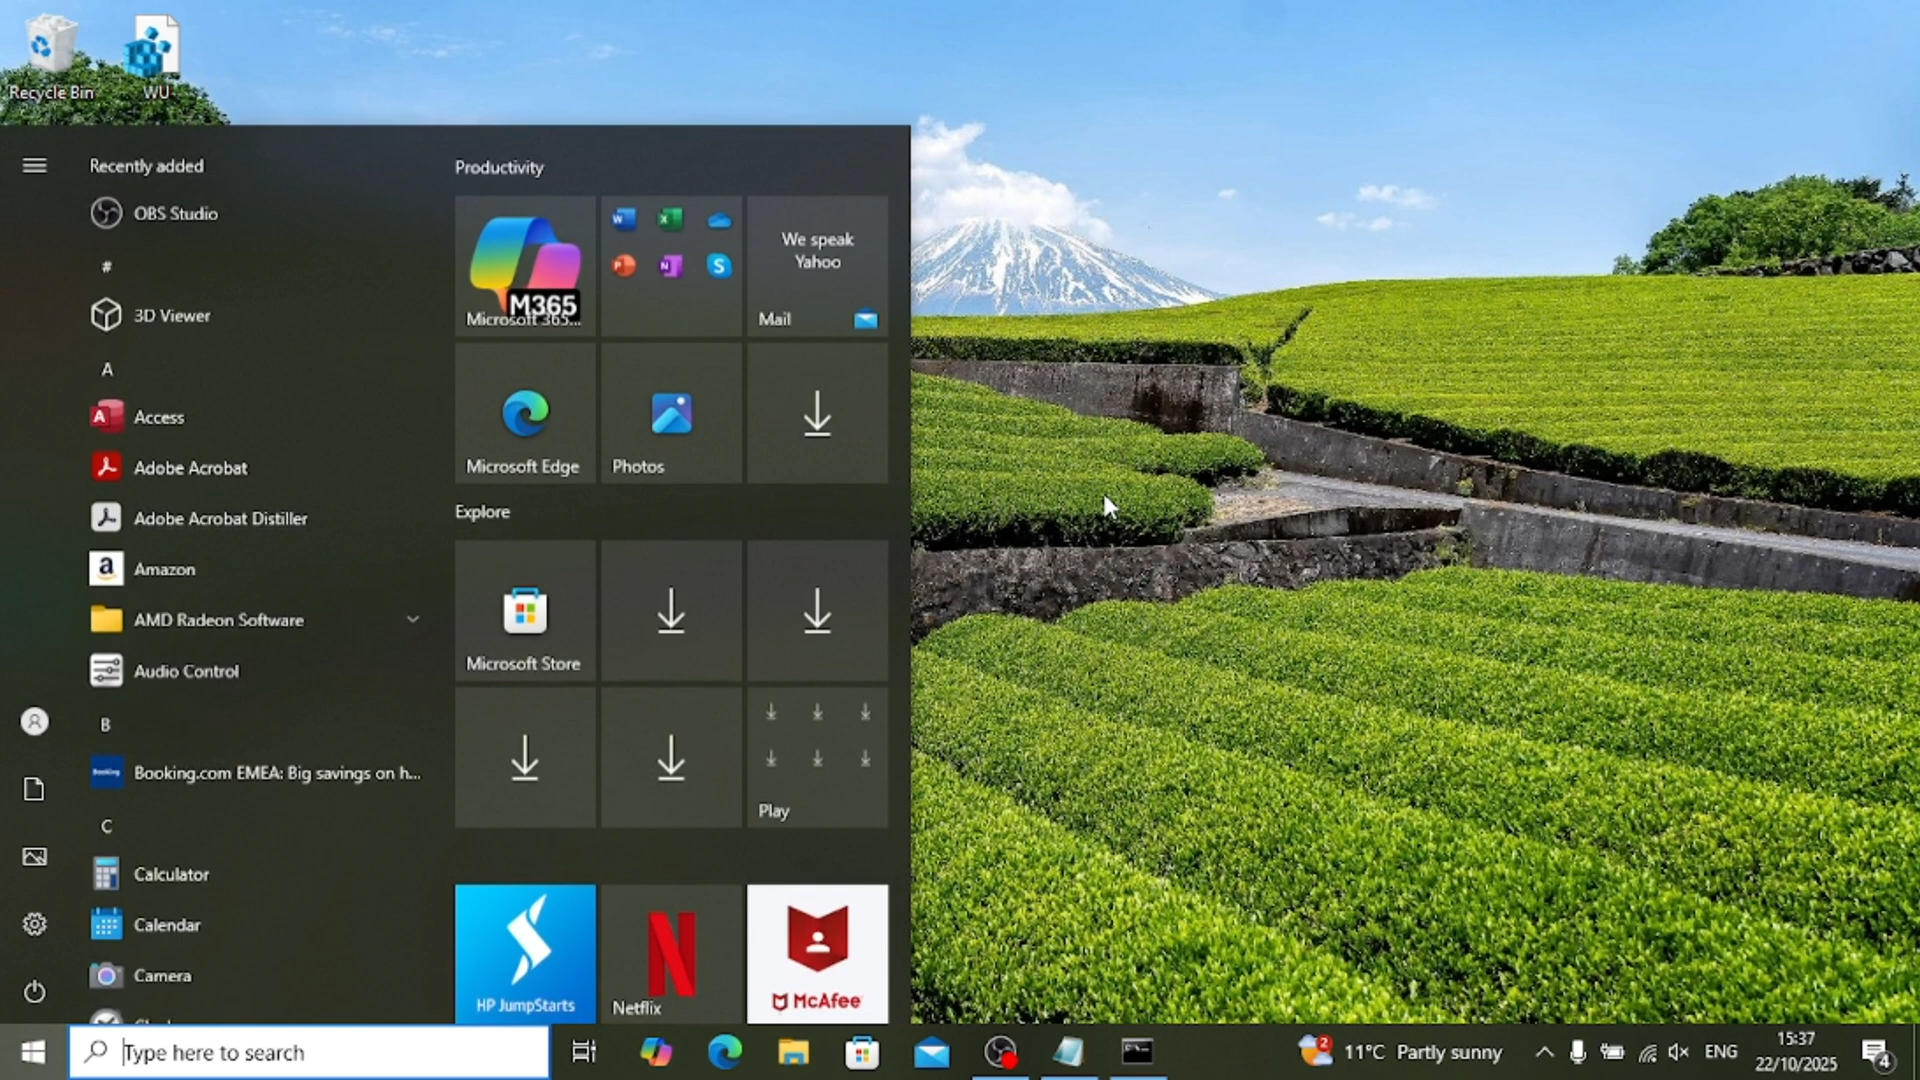 Recycle Bin
WU
Recently added
OBS Studio
#
3D Viewer
A
Access
Adobe Acrobat
Adobe Acrobat Distiller
Amazon
AMD Radeon Software
Audio Control
B
Booking.com EMEA: Big savings on h...
C
Calculator
Calendar
Camera
Productivity
M365
Microsoft 365...
We speak
Yahoo
Mail
Microsoft Edge
Photos
Explore
Microsoft Store
Play
HP JumpStarts
Netflix
McAfee
Type here to search
2
11°C Partly sunny
ENG
15:37
22/10/2025
4